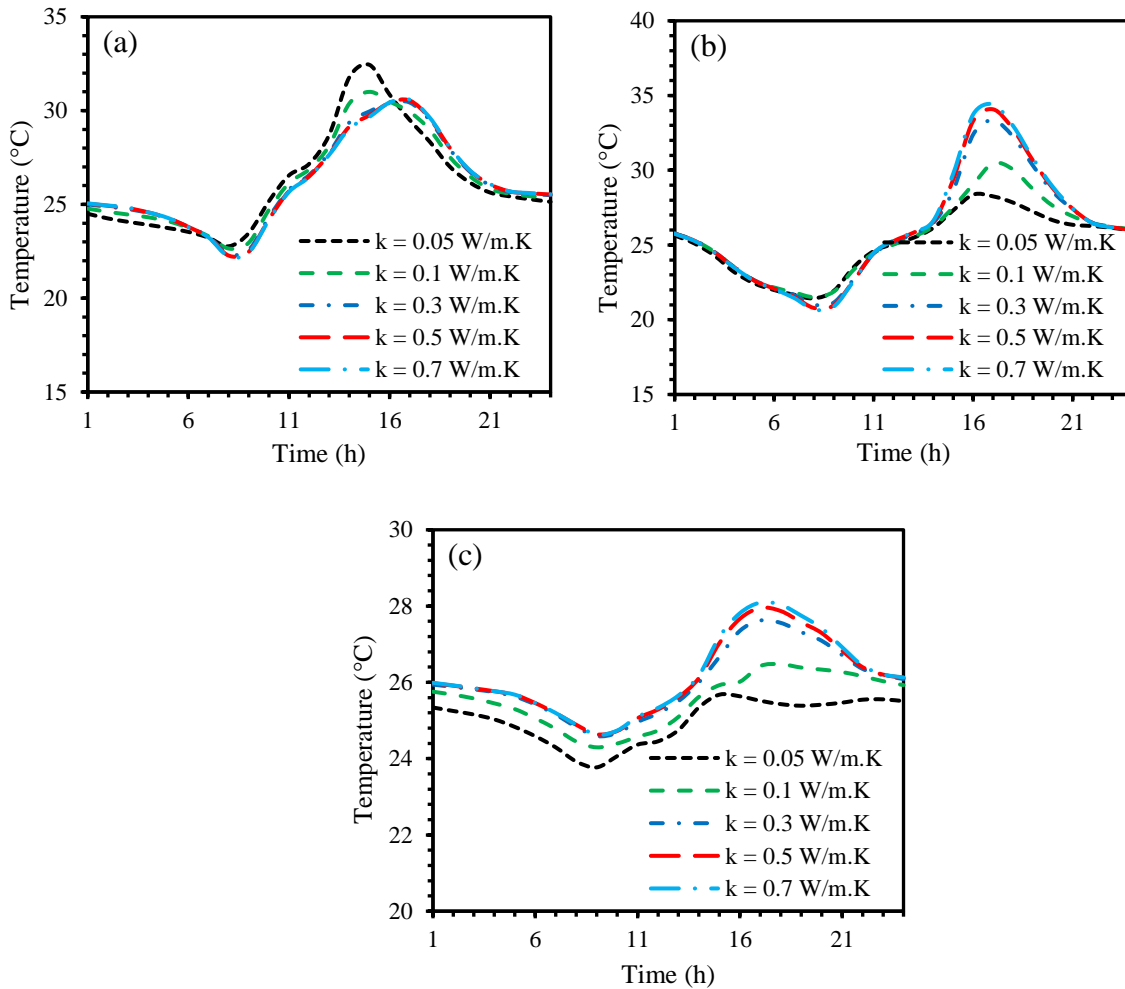 (a)
35
30
25
20
15
Temperature (°C)
k = 0.05 W/m.K
k = 0.1 W/m.K
k = 0.3 W/m.K
k = 0.5 W/m.K
k = 0.7 W/m.K
1 6 11 16 21
Time (h)
(b)
40
35
30
25
20
15
Temperature (°C)
k = 0.05 W/m.K
k = 0.1 W/m.K
k = 0.3 W/m.K
k = 0.5 W/m.K
k = 0.7 W/m.K
1 6 11 16 21
Time (h)
(c)
30
28
26
24
22
20
Temperature (°C)
k = 0.05 W/m.K
k = 0.1 W/m.K
k = 0.3 W/m.K
k = 0.5 W/m.K
k = 0.7 W/m.K
1 6 11 16 21
Time (h)